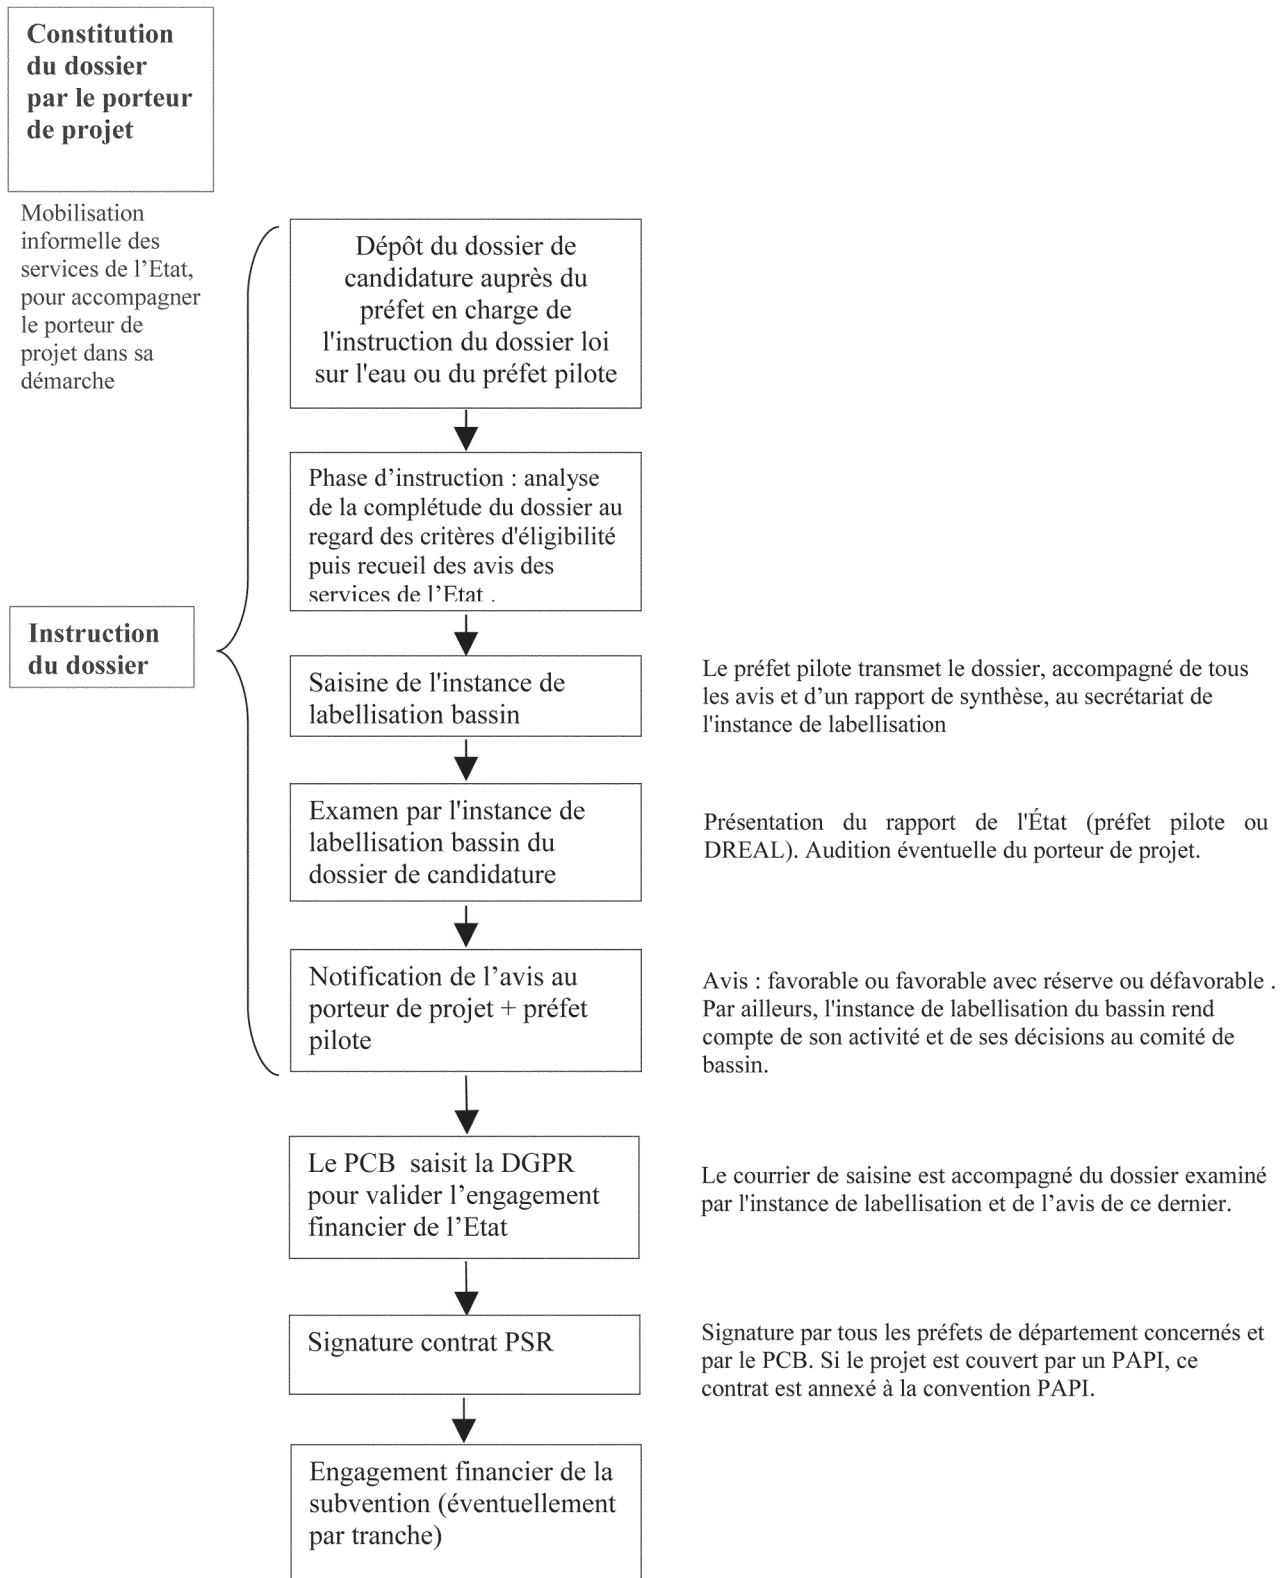 Constitution
du dossier
par le porteur
de projet
Mobilisation
informelle des
services de l’Etat,
pour accompagner
le porteur de
projet dans sa
démarche
Dépôt du dossier de
candidature auprès du
préfet en charge de
l'instruction du dossier loi
sur l'eau ou du préfet pilote
Phase d’instruction : analyse
de la complétude du dossier au
regard des critères d'éligibilité
puis recueil des avis des
services de l’Etat .
Instruction
du dossier
Saisine de l'instance de
labellisation bassin
Le préfet pilote transmet le dossier, accompagné de tous
les avis et d’un rapport de synthèse, au secrétariat de
l'instance de labellisation
Examen par l'instance de
labellisation bassin du
dossier de candidature
Présentation du rapport de l'État (préfet pilote ou
DREAL). Audition éventuelle du porteur de projet.
Notification de l’avis au
porteur de projet + préfet
pilote
Avis : favorable ou favorable avec réserve ou défavorable .
Par ailleurs, l'instance de labellisation du bassin rend
compte de son activité et de ses décisions au comité de
bassin.
Le PCB saisit la DGPR
pour valider l’engagement
financier de l’Etat
Le courrier de saisine est accompagné du dossier examiné
par l'instance de labellisation et de l’avis de ce dernier.
Signature contrat PSR
Signature par tous les préfets de département concernés et
par le PCB. Si le projet est couvert par un PAPI, ce
contrat est annexé à la convention PAPI.
Engagement financier de la
subvention (éventuellement
par tranche)